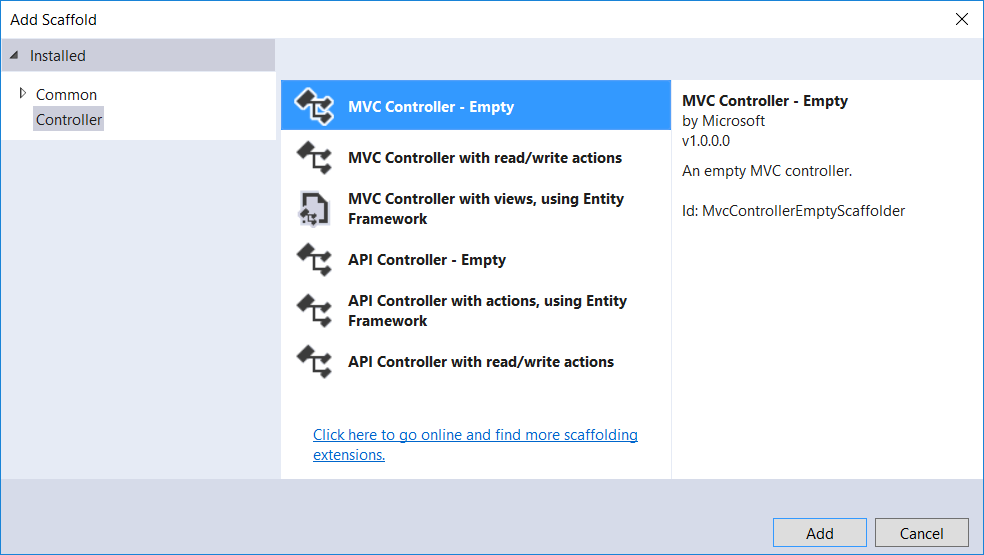 Add Scaffold
Installed
Common
Controller
MVC Controller - Empty
MVC Controller with read/write actions
MVC Controller with views, using Entity
Framework
API Controller - Empty
API Controller with actions, using Entity
Framework
API Controller with read/write actions
Click here to go online and find more scaffolding
extensions.
MVC Controller - Empty
by Microsoft
v1.0.0.0
An empty MVC controller.
Id: MvcControllerEmptyScaffolder
Add
Cancel